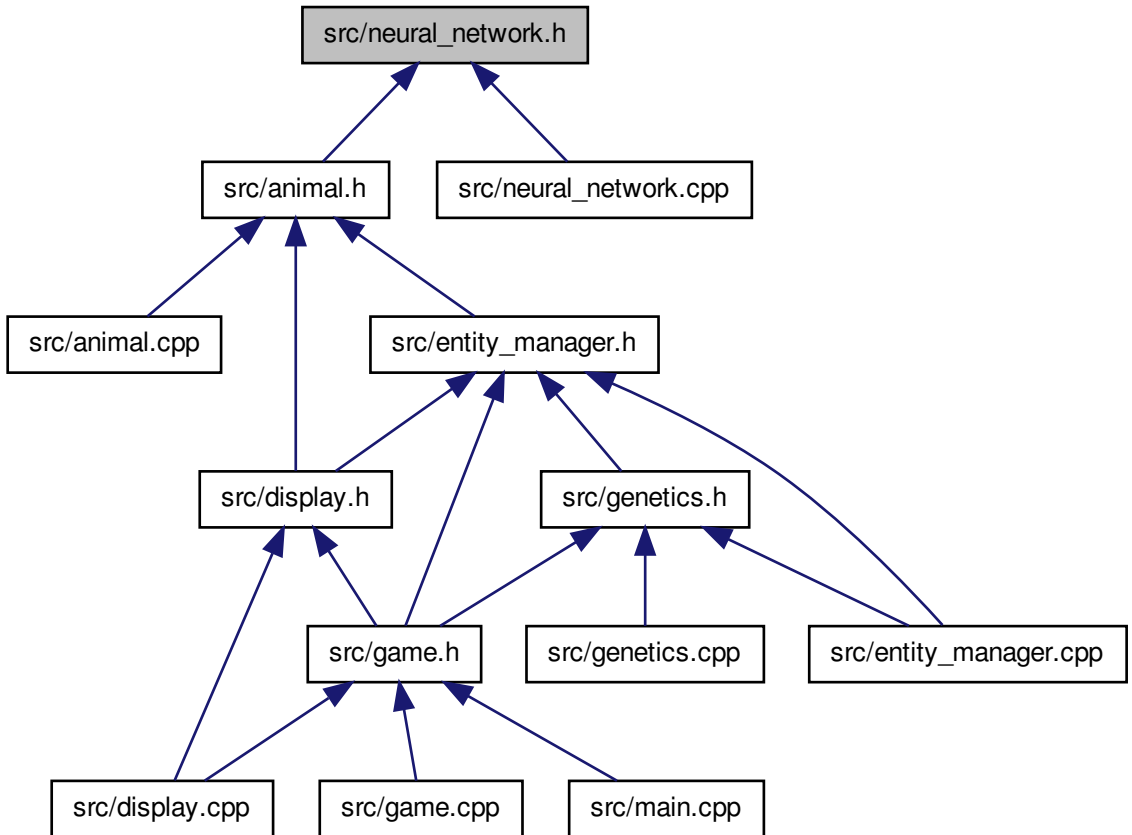 src/neural_network.h
src/animal.h
src/neural_network.cpp
src/animal.cpp
src/entity_manager.h
src/display.h
src/genetics.h
src/game.h
src/genetics.cpp
src/entity_manager.cpp
src/display.cpp
src/game.cpp
src/main.cpp